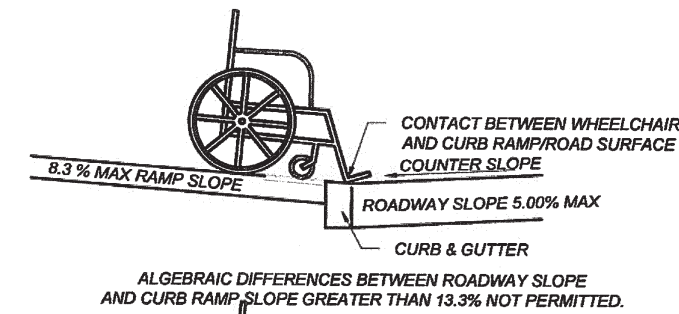 CONTACT BETWEEN WHEELCHAIR
AND CURB RAMP/ROAD SURFACE
COUNTER SLOPE
8.3 % MAX RAMP SLOPE
ROADWAY SLOPE 5.00% MAX
CURB & GUTTER
ALGEBRAIC DIFFERENCES BETWEEN ROADWAY SLOPE
AND CURB RAMP SLOPE GREATER THAN 13.3% NOT PERMITTED.